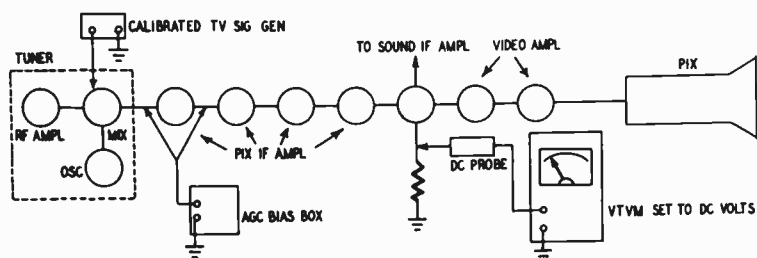 CALIBRATED TV SIG GEN
TUNER
TO SOUND IF AMPL
VIDEO AMPL
PIX
RF AMPL
MIX
OSC
PIX IF AMPL
DC PROBE
AGC BIAS BOX
VTVM SET TO DC VOLTS